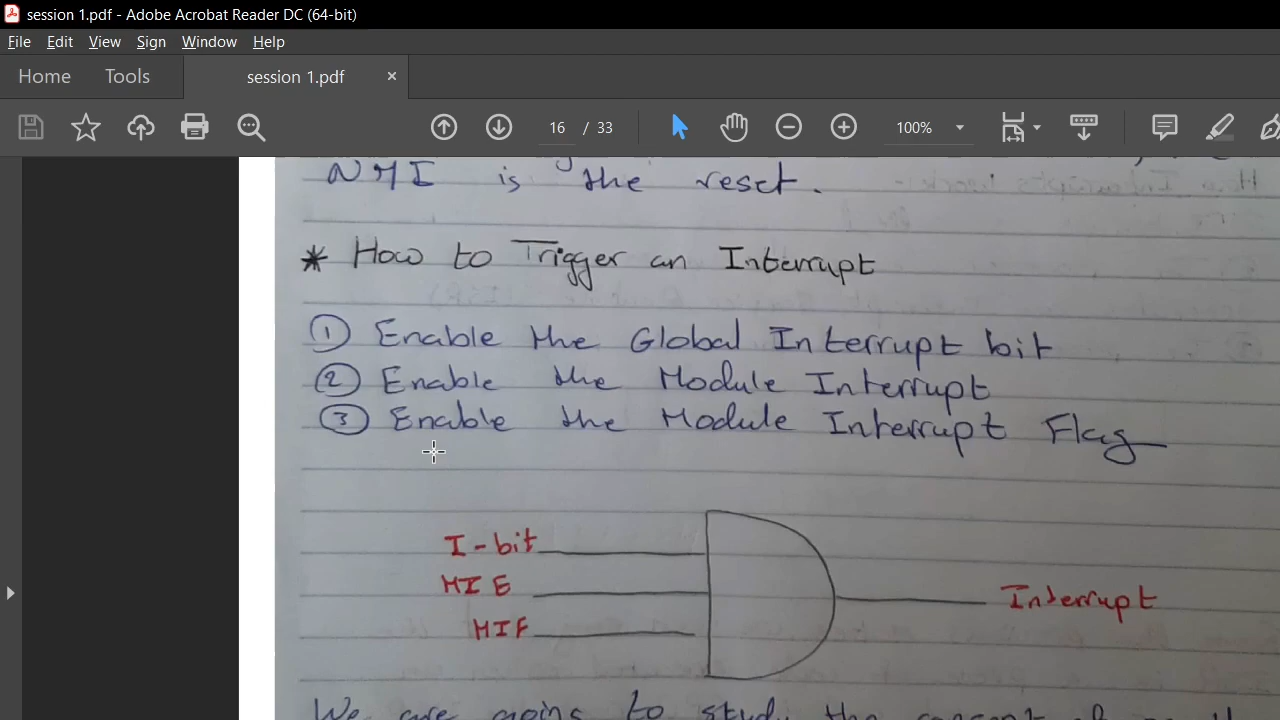 session 1.pdf - Adobe Acrobat Reader DC (64-bit)
File Edit View Sign Window Help
Home Tools session 1.pdf ×
16 / 33 100%
NMI is the reset.
* How to Trigger an Interrupt
① Enable the Global Interrupt bit
② Enable the Module Interrupt
③ Enable the Module Interrupt Flag
I-bit
MIE
MIF
Interrupt
We are going to study the concept of